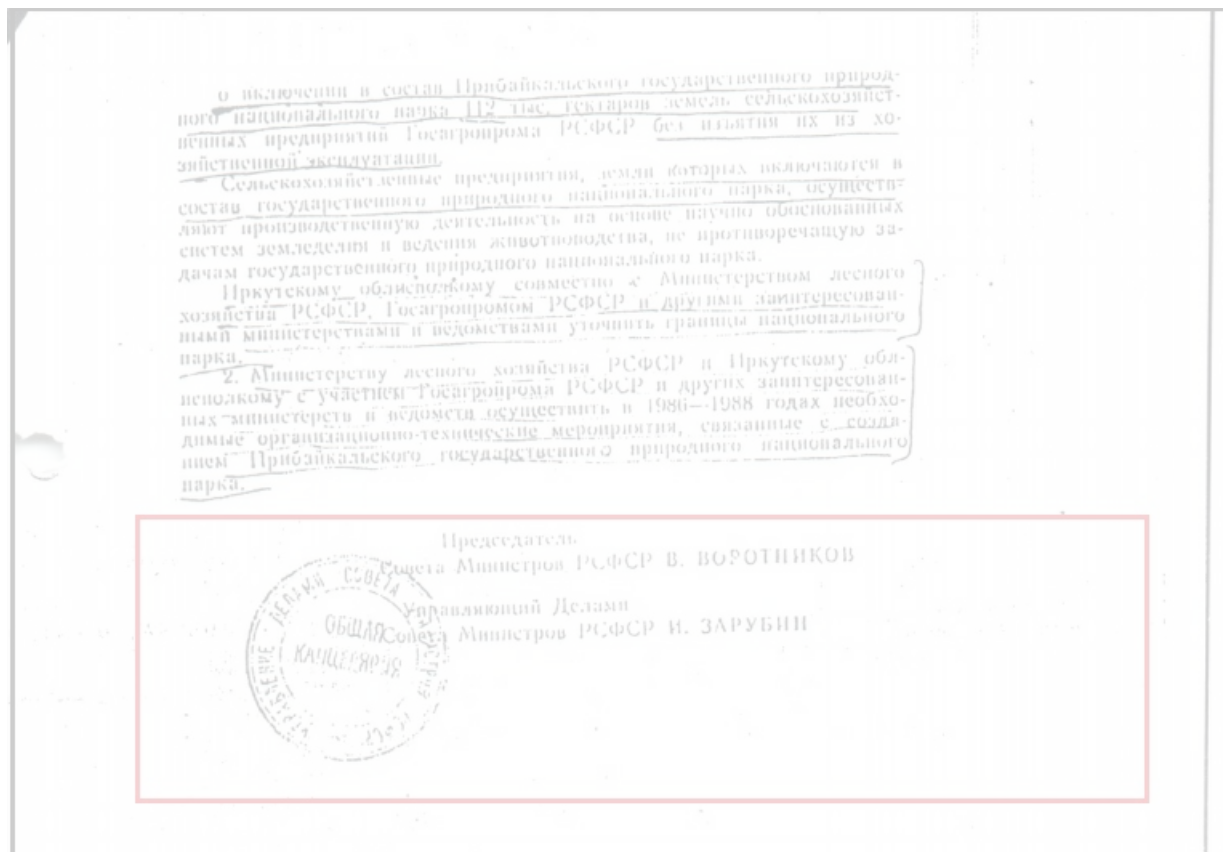 о включении в состав Прибайкальского государственного природ-
ного национального парка 112 тыс. гектаров земель сельскохозяйст-
венных предприятий Госагропрома РСФСР без изъятия их из хо-
зяйственной эксплуатации.
Сельскохозяйственные предприятия, земли которых включаются в
состав государственного природного национального парка, осуществ-
ляют производственную деятельность на основе научно обоснованных
систем земледелия и ведения животноводства, не противоречащую за-
дачам государственного природного национального парка.
Иркутскому облисполкому совместно с Министерством лесного
хозяйства РСФСР, Госагропромом РСФСР и другими заинтересован-
ными министерствами и ведомствами уточнить границы национального
парка.
2. Министерству лесного хозяйства РСФСР и Иркутскому обл-
исполкому с участием Госагропрома РСФСР и других заинтересован-
ных министерств и ведомств осуществить в 1986—1988 годах необхо-
димые организационно-технические мероприятия, связанные с созда-
нием Прибайкальского государственного природного национального
парка.
Председатель
Совета Министров РСФСР В. ВОРОТНИКОВ
Управляющий Делами
Совета Министров РСФСР И. ЗАРУБИН
УПРАВЛЕНИЕ ДЕЛАМИ СОВЕТА МИНИСТРОВ РСФСР
ОБЩАЯ
КАНЦЕЛЯРИЯ